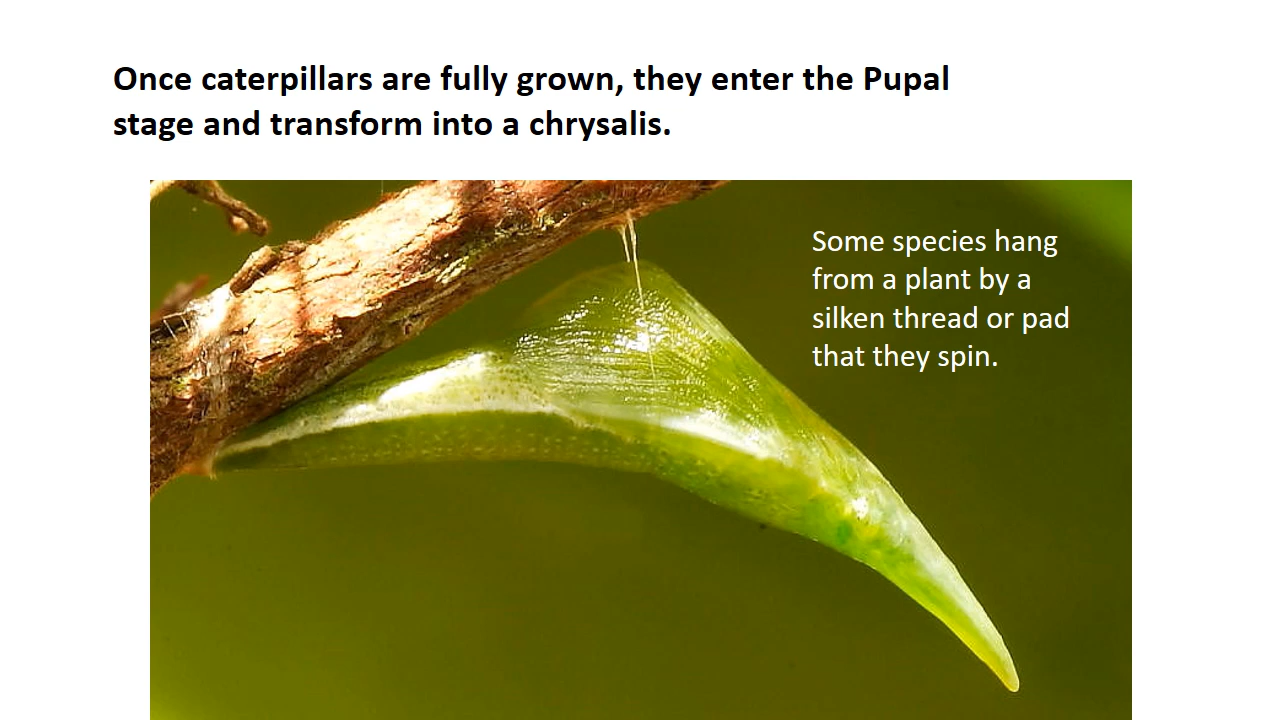 Once caterpillars are fully grown, they enter the Pupal
stage and transform into a chrysalis.
Some species hang
from a plant by a
silken thread or pad
that they spin.